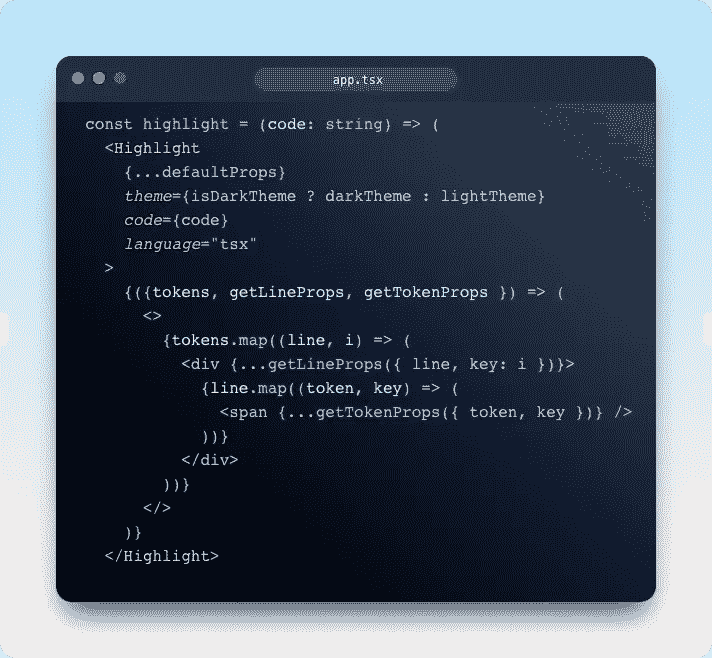 app.tsx
const highlight = (code: string) => (
  <Highlight
    {...defaultProps}
    theme={isDarkTheme ? darkTheme : lightTheme}
    code={code}
    language="tsx"
  >
    {({tokens, getLineProps, getTokenProps }) => (
      <>
        {tokens.map((line, i) => (
          <div {...getLineProps({ line, key: i })}>
            {line.map((token, key) => (
              <span {...getTokenProps({ token, key })} />
            ))}
          </div>
        ))}
      </>
    )}
  </Highlight>